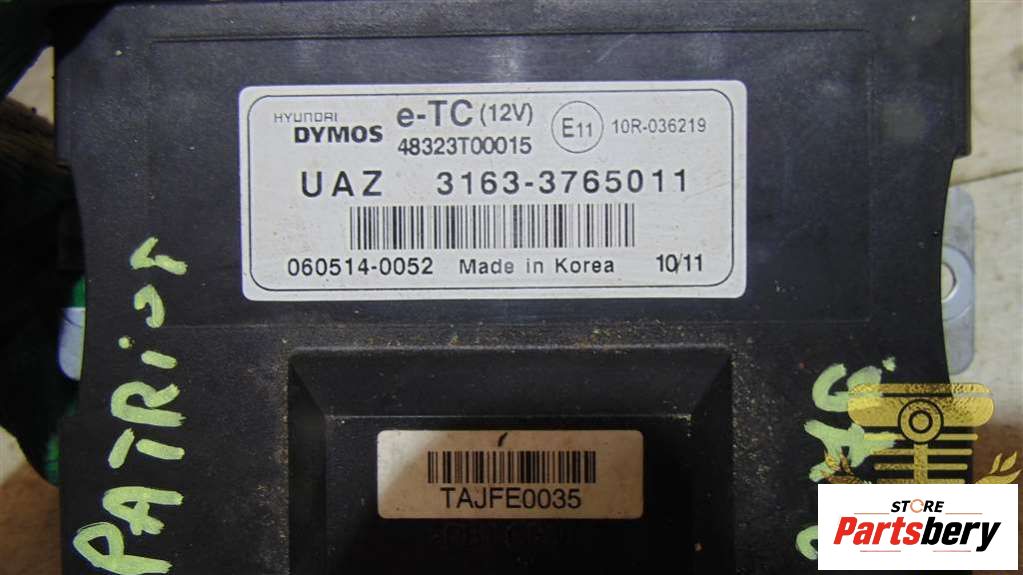 HYUNDAI
DYMOS
e-TC (12V)
48323T00015
E11
10R-036219
UAZ 3163-3765011
060514-0052 Made in Korea 10/11
TAJFE0035
PATRiOT
STORE
Partsbery